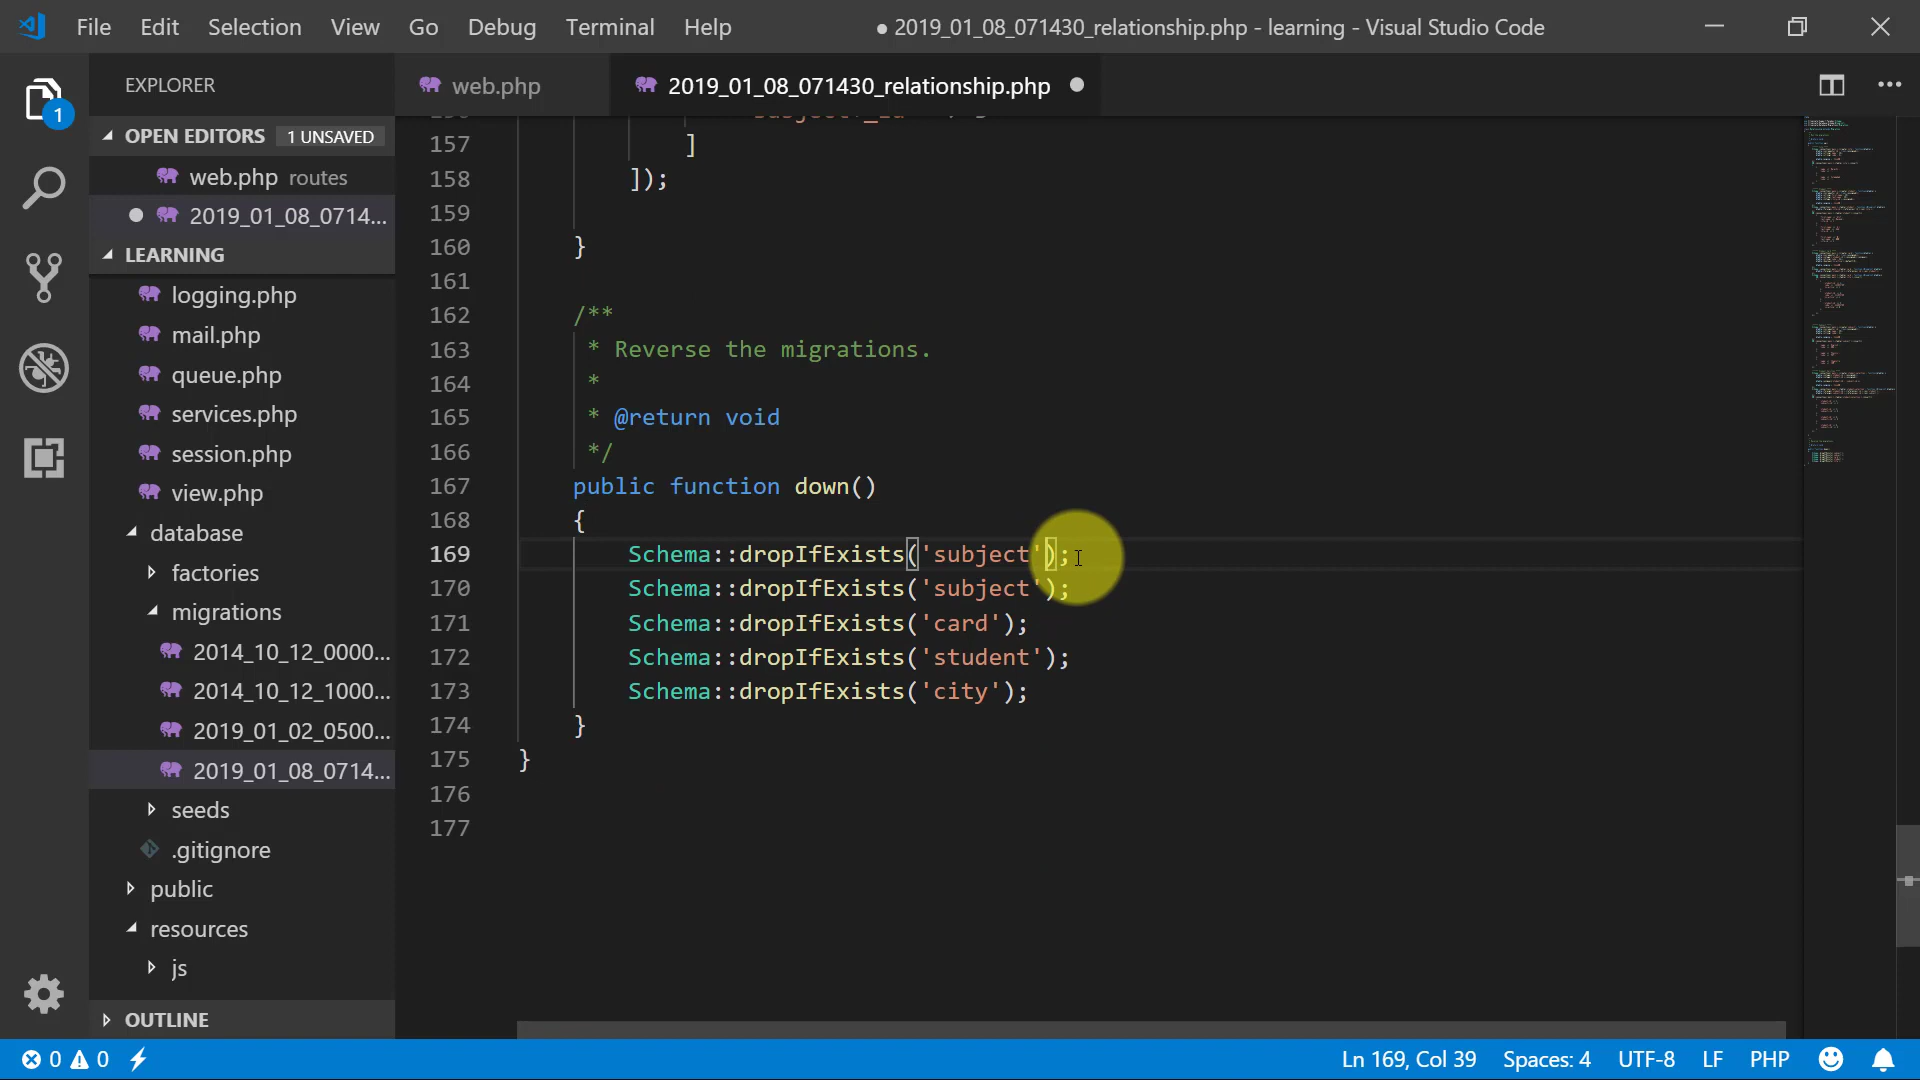 File Edit Selection View Go Debug Terminal Help
● 2019_01_08_071430_relationship.php - learning - Visual Studio Code
EXPLORER
web.php
2019_01_08_071430_relationship.php
1
OPEN EDITORS 1 UNSAVED
web.php routes
2019_01_08_0714...
LEARNING
logging.php
mail.php
queue.php
services.php
session.php
view.php
database
factories
migrations
2014_10_12_0000...
2014_10_12_1000...
2019_01_02_0500...
2019_01_08_0714...
seeds
.gitignore
public
resources
js
OUTLINE
157 ]
158 ]);
159
160 }
161
162 /**
163 * Reverse the migrations.
164 *
165 * @return void
166 */
167 public function down()
168 {
169 Schema::dropIfExists('subject');
170 Schema::dropIfExists('subject');
171 Schema::dropIfExists('card');
172 Schema::dropIfExists('student');
173 Schema::dropIfExists('city');
174 }
175 }
176
177
0 0
Ln 169, Col 39 Spaces: 4 UTF-8 LF PHP